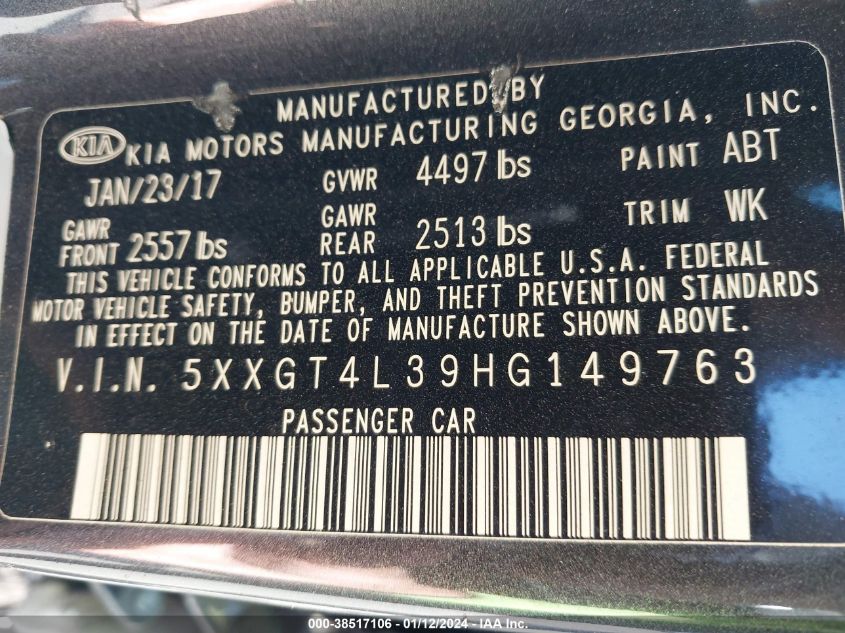 MANUFACTURED BY
KIA KIA MOTORS MANUFACTURING GEORGIA, INC.
JAN/23/17 GVWR 4497 lbs PAINT ABT
GAWR FRONT 2557 lbs GAWR REAR 2513 lbs TRIM WK
THIS VEHICLE CONFORMS TO ALL APPLICABLE U.S.A. FEDERAL
MOTOR VEHICLE SAFETY, BUMPER, AND THEFT PREVENTION STANDARDS
IN EFFECT ON THE DATE OF MANUFACTURE SHOWN ABOVE.
V.I.N. 5XXGT4L39HG149763
PASSENGER CAR
000-38517106 - 01/12/2024 - IAA Inc.